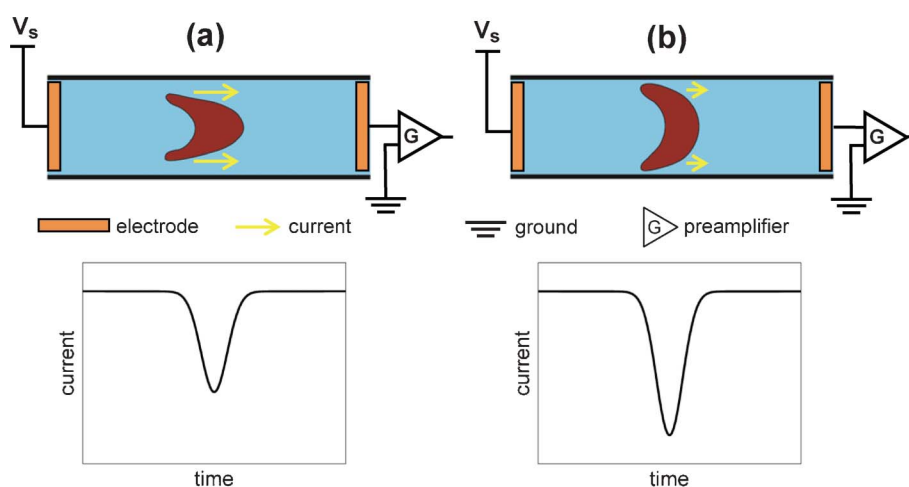 (a)
Vs
G
(b)
Vs
G
electrode
current
ground
G
preamplifier
current
time
current
time